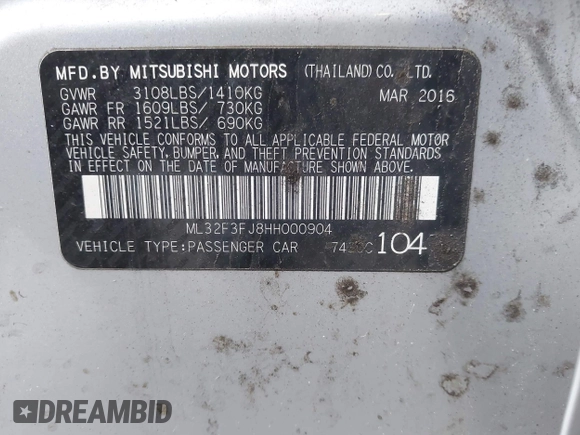 MFD.BY MITSUBISHI MOTORS (THAILAND) CO., LTD.
GVWR 3108LBS/1410KG MAR 2016
GAWR FR 1609LBS/ 730KG
GAWR RR 1521LBS/ 690KG
THIS VEHICLE CONFORMS TO ALL APPLICABLE FEDERAL MOTOR
VEHICLE SAFETY, BUMPER, AND THEFT PREVENTION STANDARDS
IN EFFECT ON THE DATE OF MANUFACTURE SHOWN ABOVE.
ML32F3FJ8HH000904
VEHICLE TYPE:PASSENGER CAR 104
DREAMBID